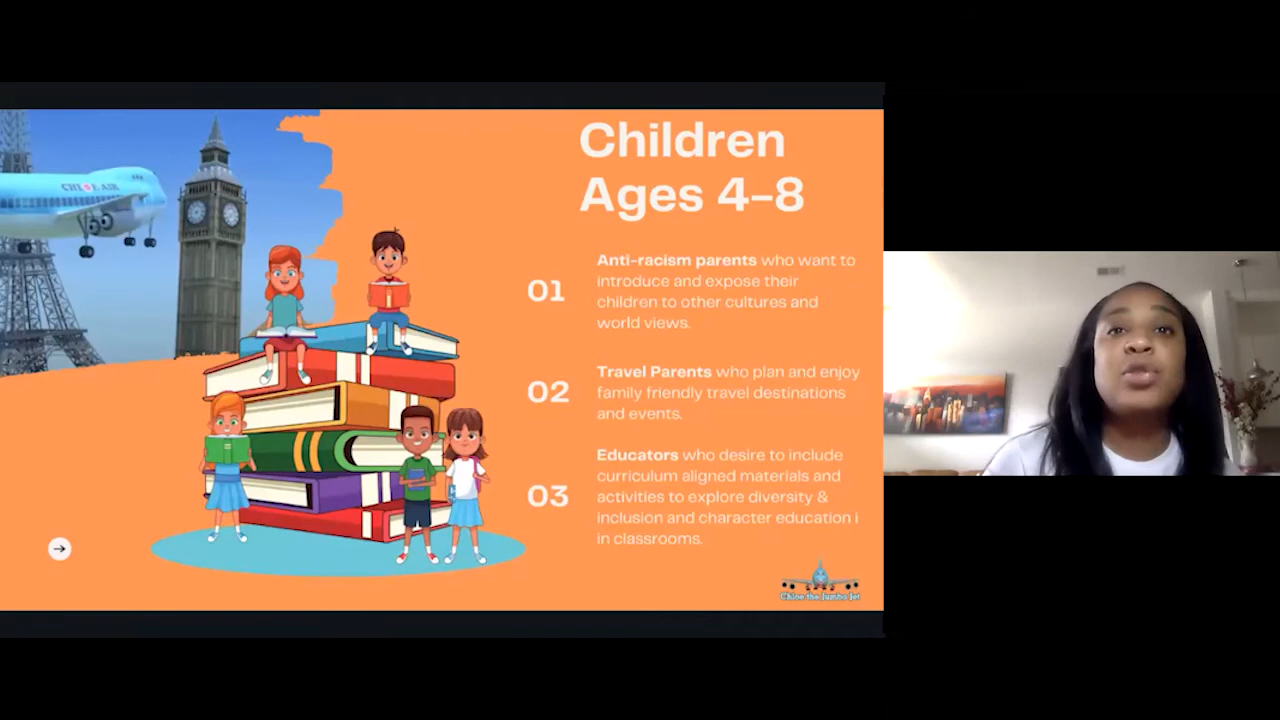 CHLOE AIR
Children
Ages 4-8
01
Anti-racism parents who want to
introduce and expose their
children to other cultures and
world views.
02
Travel Parents who plan and enjoy
family friendly travel destinations
and events.
03
Educators who desire to include
curriculum aligned materials and
activities to explore diversity &
inclusion and character education i
in classrooms.
Chloe the Jumbo Jet